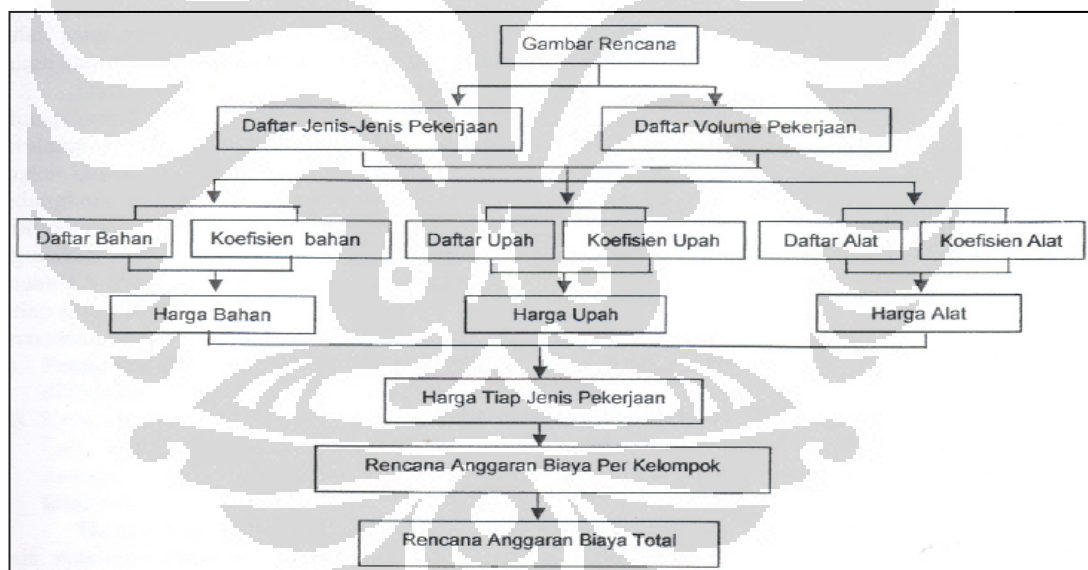 Gambar Rencana
Daftar Jenis-Jenis Pekerjaan
Daftar Volume Pekerjaan
Daftar Bahan
Koefisien bahan
Daftar Upah
Koefisien Upah
Daftar Alat
Koefisien Alat
Harga Bahan
Harga Upah
Harga Alat
Harga Tiap Jenis Pekerjaan
Rencana Anggaran Biaya Per Kelompok
Rencana Anggaran Biaya Total